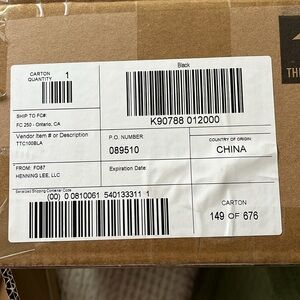 CARTON QUANTITY 1
Black
K90788 012000
SHIP TO FC#:
FC 250 - Ontario, CA
Vendor Item # or Description
TTC100BLA
P.O. NUMBER
089510
COUNTRY OF ORIGIN
CHINA
FROM: FO87
HENNING LEE, LLC
Expiration Date:
Serialized Shipping Container Code
(00) 0 0810061 540133311 1
CARTON
149 OF 676